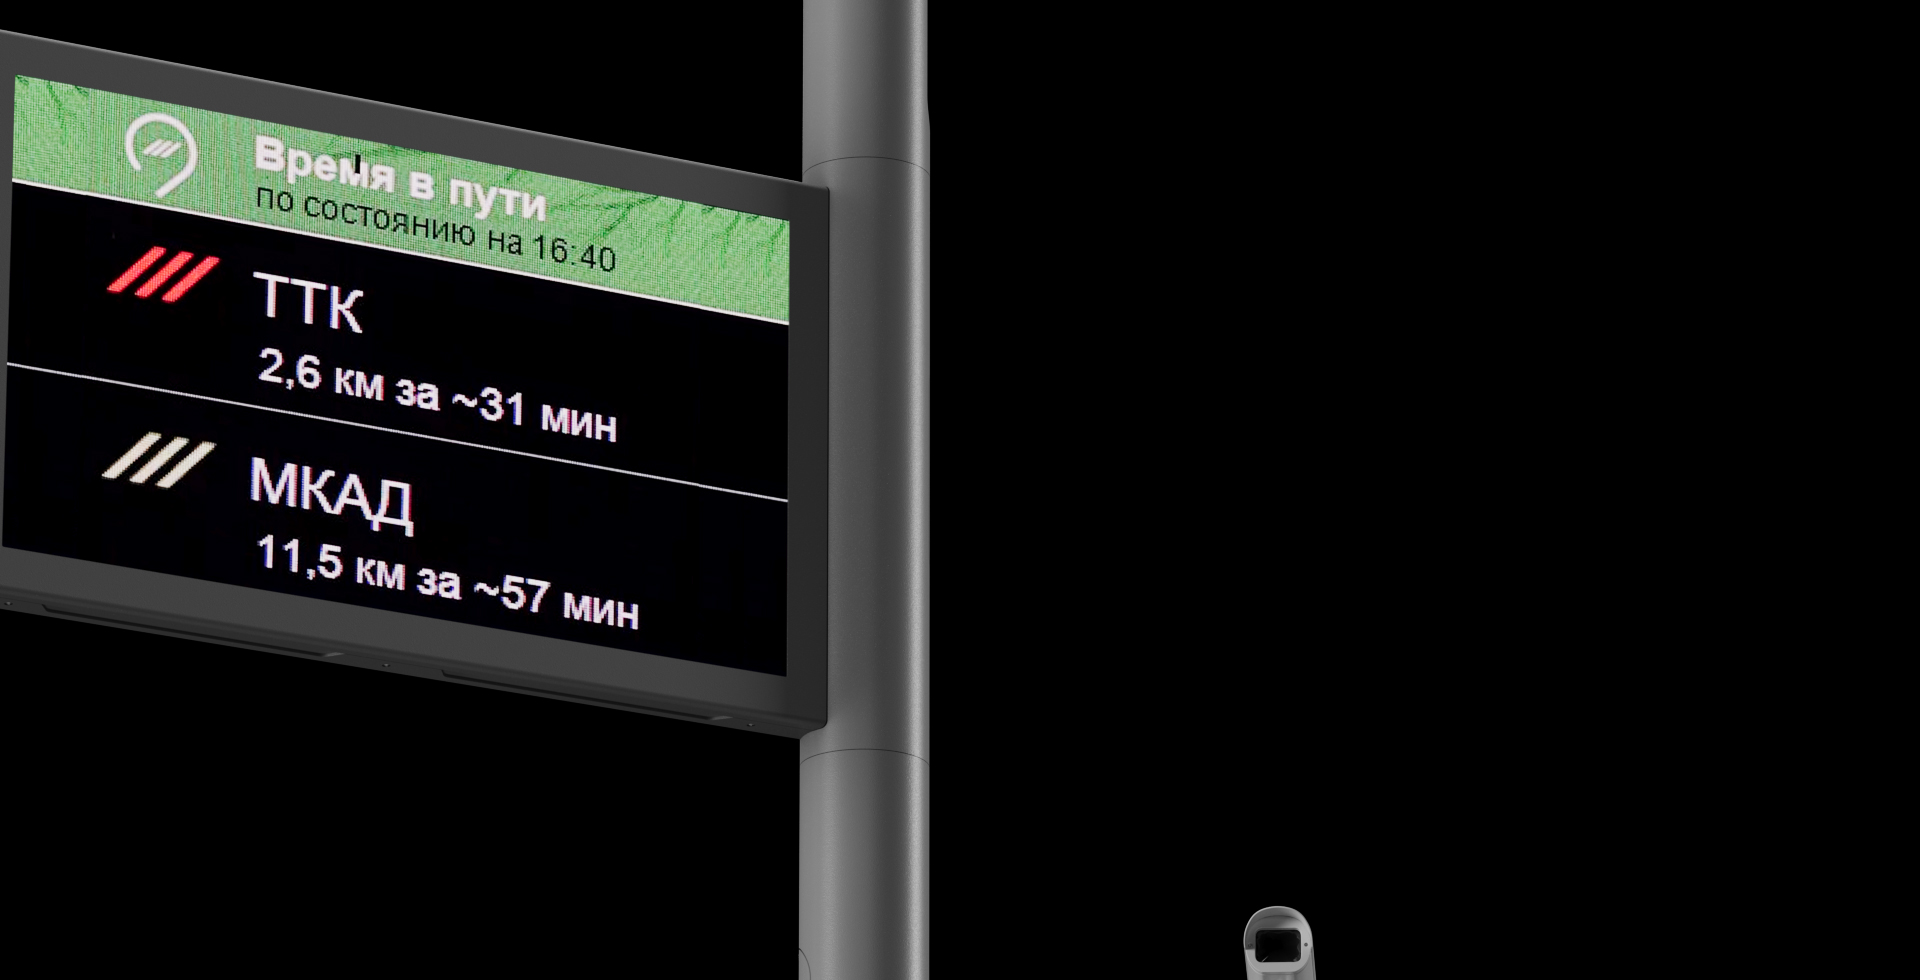 Время в пути
по состоянию на 16:40
ТТК
2,6 км за ~31 мин
МКАД
11,5 км за ~57 мин